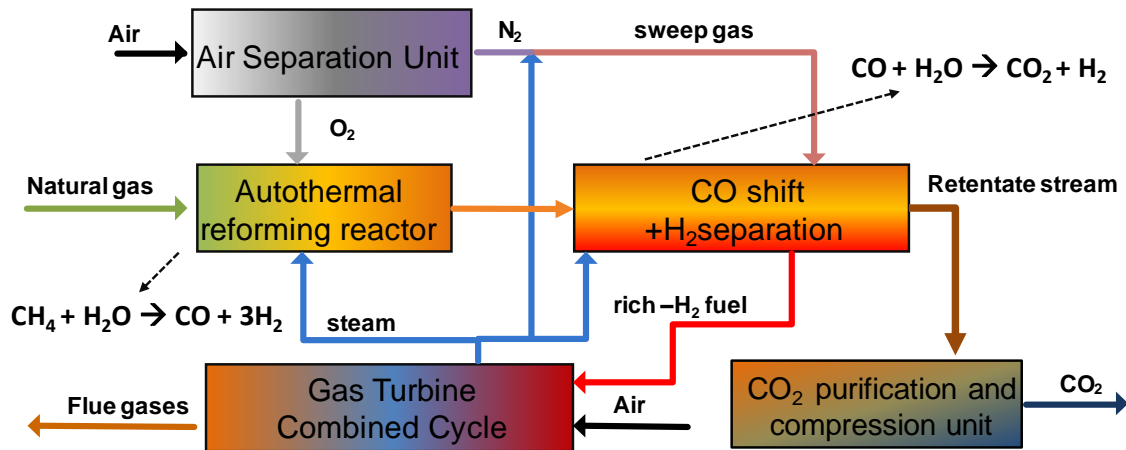 Air
Air Separation Unit
N₂
sweep gas
CO + H₂O → CO₂ + H₂
O₂
Natural gas
Autothermal
reforming reactor
CO shift
+H₂separation
Retentate stream
CH₄ + H₂O → CO + 3H₂
steam
rich –H₂ fuel
Gas Turbine
Combined Cycle
Flue gases
Air
CO₂ purification and
compression unit
CO₂